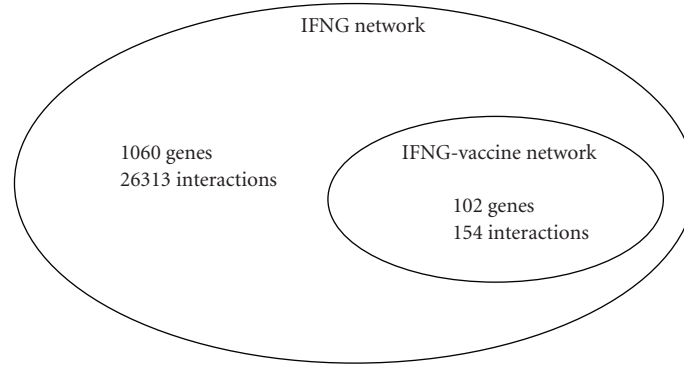 IFNG network
1060 genes
26313 interactions
IFNG-vaccine network
102 genes
154 interactions